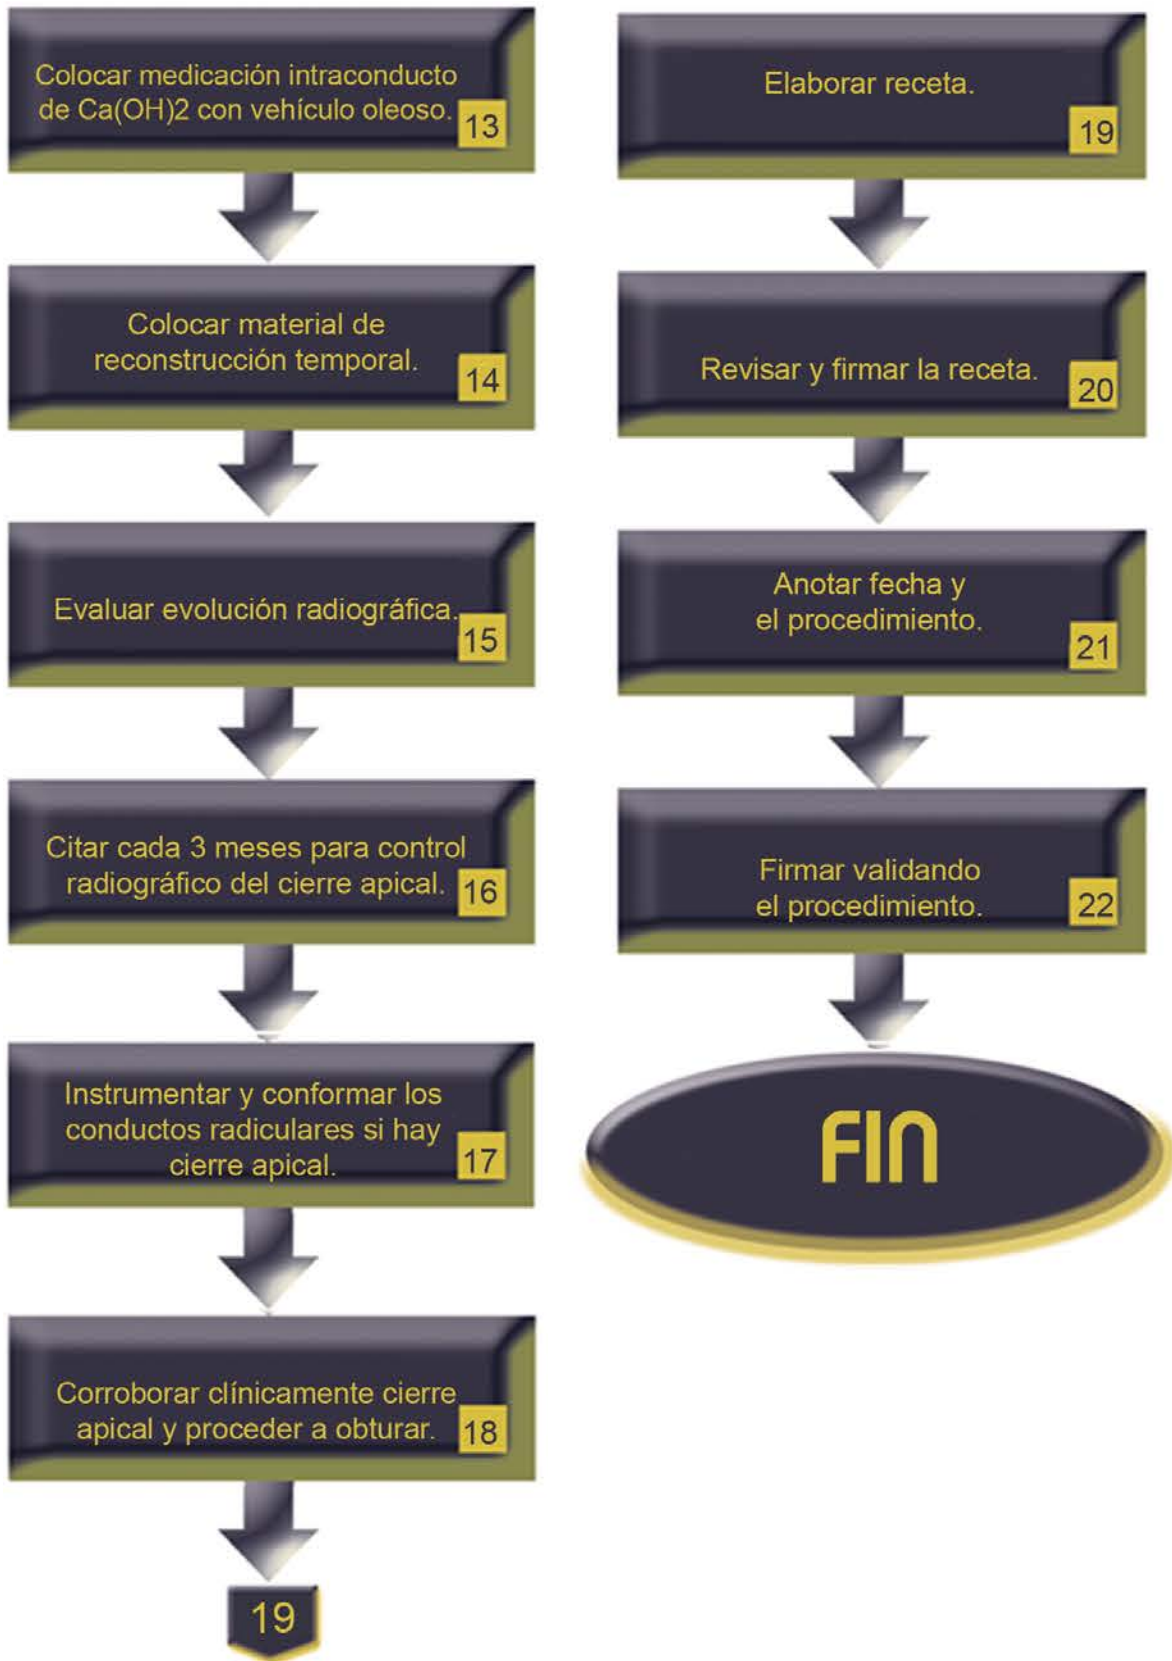 Colocar medicación intraconducto
de Ca(OH)2 con vehículo oleoso.
13
Colocar material de
reconstrucción temporal.
14
Evaluar evolución radiográfica.
15
Citar cada 3 meses para control
radiográfico del cierre apical.
16
Instrumentar y conformar los
conductos radiculares si hay
cierre apical.
17
Corroborar clínicamente cierre
apical y proceder a obturar.
18
19
Elaborar receta.
19
Revisar y firmar la receta.
20
Anotar fecha y
el procedimiento.
21
Firmar validando
el procedimiento.
22
FIN